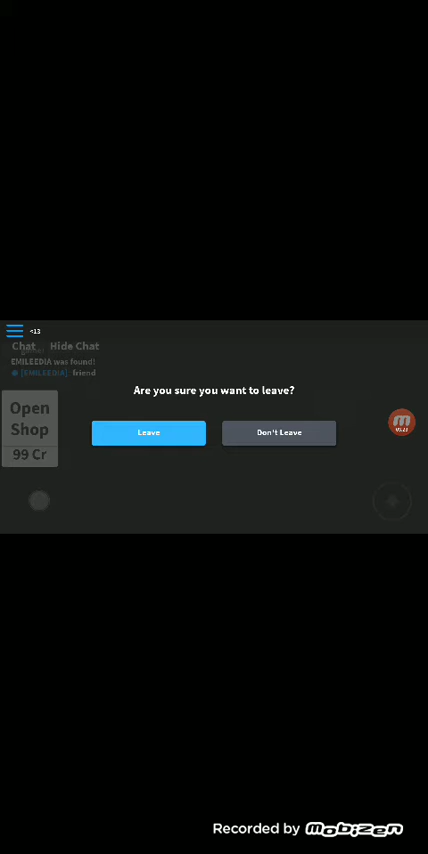 <13
Chat Hide Chat
game!
EMILEEDIA was found!
[EMILEEDIA]: friend
Are you sure you want to leave?
Open
Shop
Leave
Don't Leave
99 Cr
Recorded by Mobizen